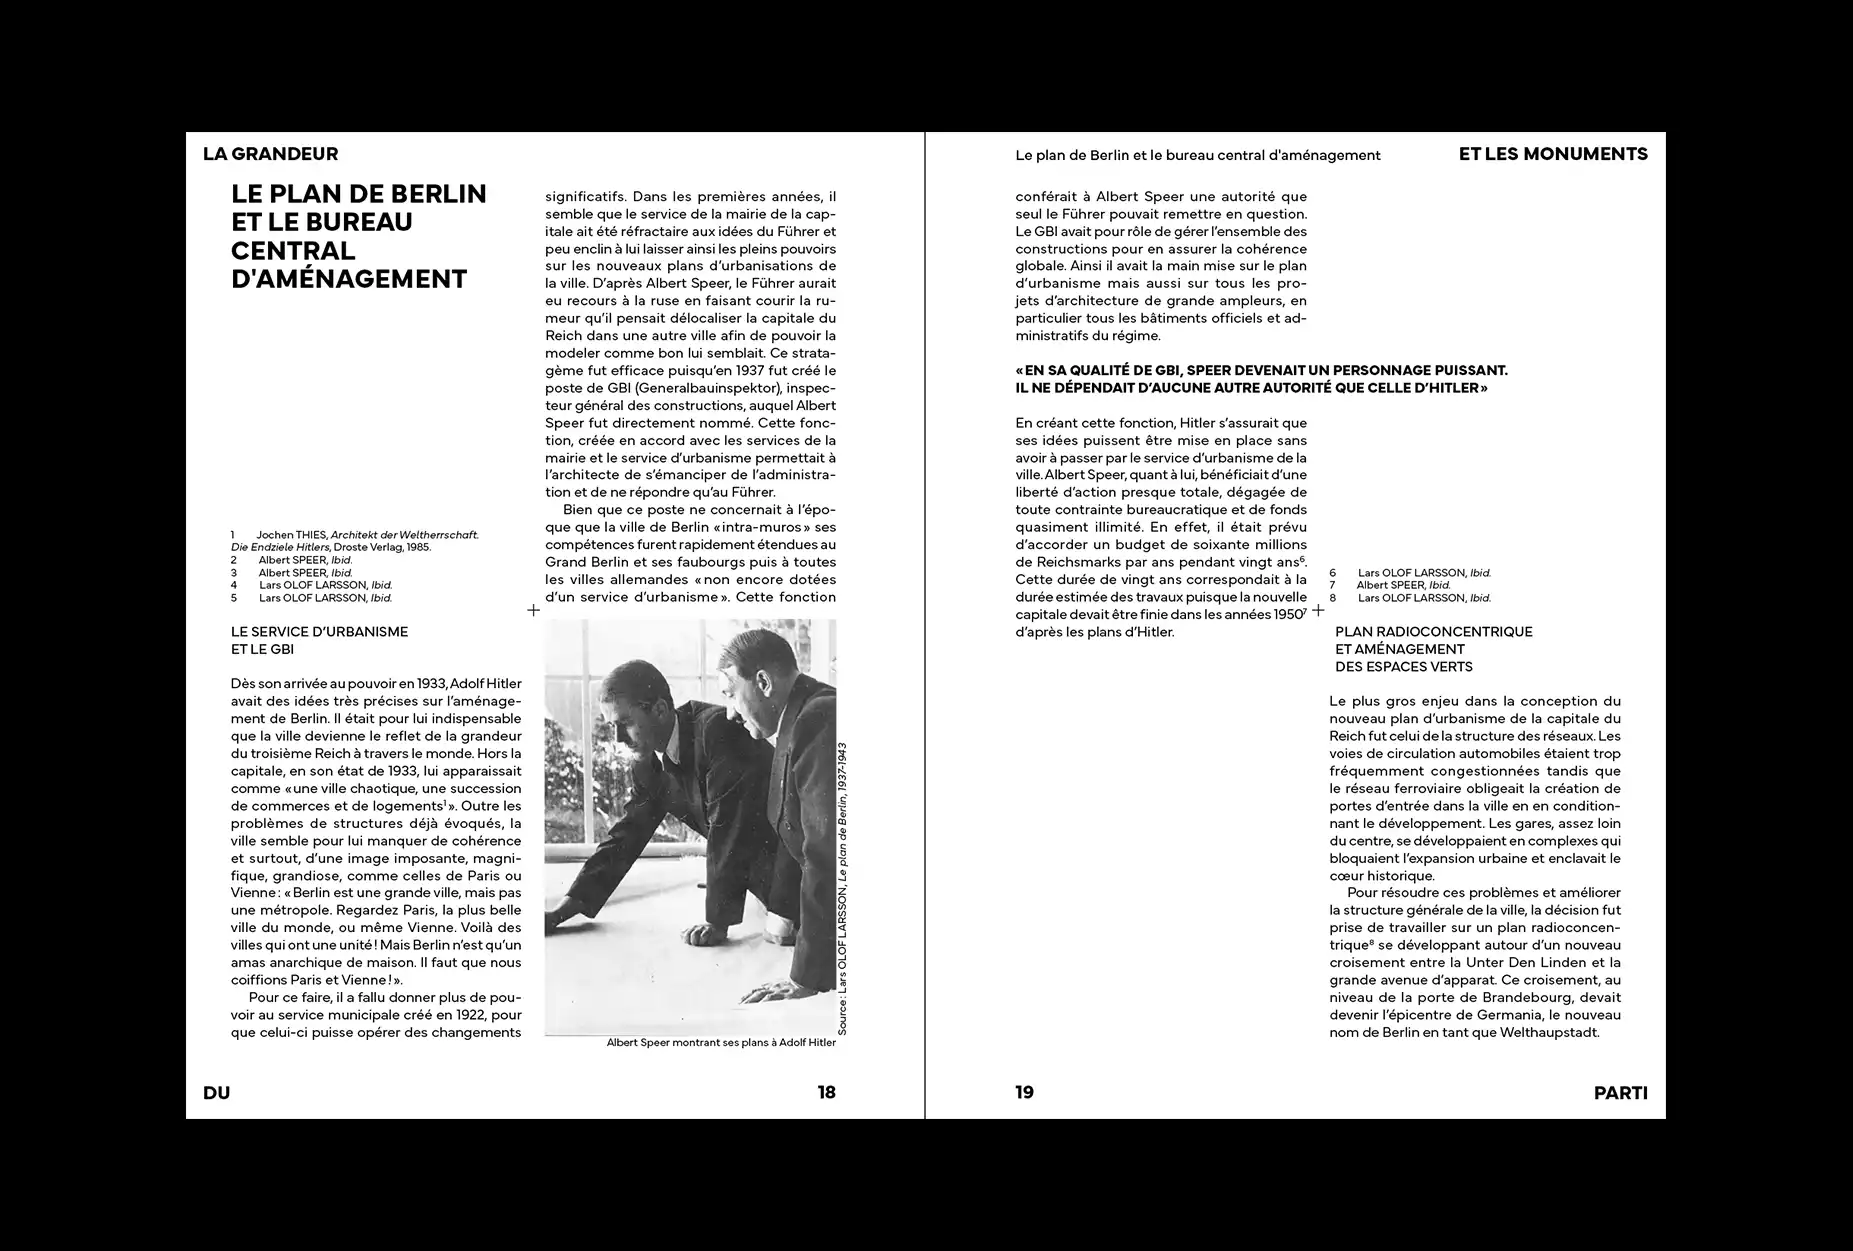 LA GRANDEUR
LE PLAN DE BERLIN
ET LE BUREAU
CENTRAL
D'AMÉNAGEMENT
1 Jochen THIES, Architekt der Weltherrschaft.
Die Endziele Hitlers, Droste Verlag, 1985.
2 Albert SPEER, Ibid.
3 Albert SPEER, Ibid.
4 Lars OLOF LARSSON, Ibid.
5 Lars OLOF LARSSON, Ibid.
LE SERVICE D’URBANISME
ET LE GBI
Dès son arrivée au pouvoir en 1933, Adolf Hitler
avait des idées très précises sur l’aménage-
ment de Berlin. Il était pour lui indispensable
que la ville devienne le reflet de la grandeur
du troisième Reich à travers le monde. Hors la
capitale, en son état de 1933, lui apparaissait
comme « une ville chaotique, une succession
de commerces et de logements¹ ». Outre les
problèmes de structures déjà évoqués, la
ville semble pour lui manquer de cohérence
et surtout, d’une image imposante, magni-
fique, grandiose, comme celles de Paris ou
Vienne : « Berlin est une grande ville, mais pas
une métropole. Regardez Paris, la plus belle
ville du monde, ou même Vienne. Voilà des
villes qui ont une unité ! Mais Berlin n’est qu’un
amas anarchique de maison. Il faut que nous
coiffions Paris et Vienne ! ».
Pour ce faire, il a fallu donner plus de pou-
voir au service municipale créé en 1922, pour
que celui-ci puisse opérer des changements
significatifs. Dans les premières années, il
semble que le service de la mairie de la cap-
itale ait été réfractaire aux idées du Führer et
peu enclin à lui laisser ainsi les pleins pouvoirs
sur les nouveaux plans d’urbanisations de
la ville. D’après Albert Speer, le Führer aurait
eu recours à la ruse en faisant courir la ru-
meur qu’il pensait délocaliser la capitale du
Reich dans une autre ville afin de pouvoir la
modeler comme bon lui semblait. Ce strata-
gème fut efficace puisqu’en 1937 fut créé le
poste de GBI (Generalbauinspektor), inspec-
teur général des constructions, auquel Albert
Speer fut directement nommé. Cette fonc-
tion, créée en accord avec les services de la
mairie et le service d’urbanisme permettait à
l’architecte de s’émanciper de l’administra-
tion et de ne répondre qu’au Führer.
Bien que ce poste ne concernait à l’épo-
que que la ville de Berlin « intra-muros » ses
compétences furent rapidement étendues au
Grand Berlin et ses faubourgs puis à toutes
les villes allemandes « non encore dotées
d’un service d’urbanisme ». Cette fonction
Source : Lars OLOF LARSSON, Le plan de Berlin, 1937-1943
Albert Speer montrant ses plans à Adolf Hitler
DU
18
Le plan de Berlin et le bureau central d'aménagement
ET LES MONUMENTS
conférait à Albert Speer une autorité que
seul le Führer pouvait remettre en question.
Le GBI avait pour rôle de gérer l’ensemble des
constructions pour en assurer la cohérence
globale. Ainsi il avait la main mise sur le plan
d’urbanisme mais aussi sur tous les pro-
jets d’architecture de grande ampleurs, en
particulier tous les bâtiments officiels et ad-
ministratifs du régime.
« EN SA QUALITÉ DE GBI, SPEER DEVENAIT UN PERSONNAGE PUISSANT.
IL NE DÉPENDAIT D’AUCUNE AUTRE AUTORITÉ QUE CELLE D’HITLER »
En créant cette fonction, Hitler s’assurait que
ses idées puissent être mise en place sans
avoir à passer par le service d’urbanisme de la
ville. Albert Speer, quant à lui, bénéficiait d’une
liberté d’action presque totale, dégagée de
toute contrainte bureaucratique et de fonds
quasiment illimité. En effet, il était prévu
d’accorder un budget de soixante millions
de Reichsmarks par ans pendant vingt ans⁶.
Cette durée de vingt ans correspondait à la
durée estimée des travaux puisque la nouvelle
capitale devait être finie dans les années 1950⁷
d’après les plans d’Hitler.
6 Lars OLOF LARSSON, Ibid.
7 Albert SPEER, Ibid.
8 Lars OLOF LARSSON, Ibid.
PLAN RADIOCONCENTRIQUE
ET AMÉNAGEMENT
DES ESPACES VERTS
Le plus gros enjeu dans la conception du
nouveau plan d’urbanisme de la capitale du
Reich fut celui de la structure des réseaux. Les
voies de circulation automobiles étaient trop
fréquemment congestionnées tandis que
le réseau ferroviaire obligeait la création de
portes d’entrée dans la ville en en condition-
nant le développement. Les gares, assez loin
du centre, se développaient en complexes qui
bloquaient l’expansion urbaine et enclavait le
cœur historique.
Pour résoudre ces problèmes et améliorer
la structure générale de la ville, la décision fut
prise de travailler sur un plan radioconcen-
trique⁸ se développant autour d’un nouveau
croisement entre la Unter Den Linden et la
grande avenue d’apparat. Ce croisement, au
niveau de la porte de Brandebourg, devait
devenir l’épicentre de Germania, le nouveau
nom de Berlin en tant que Welthaupstadt.
19
PARTI